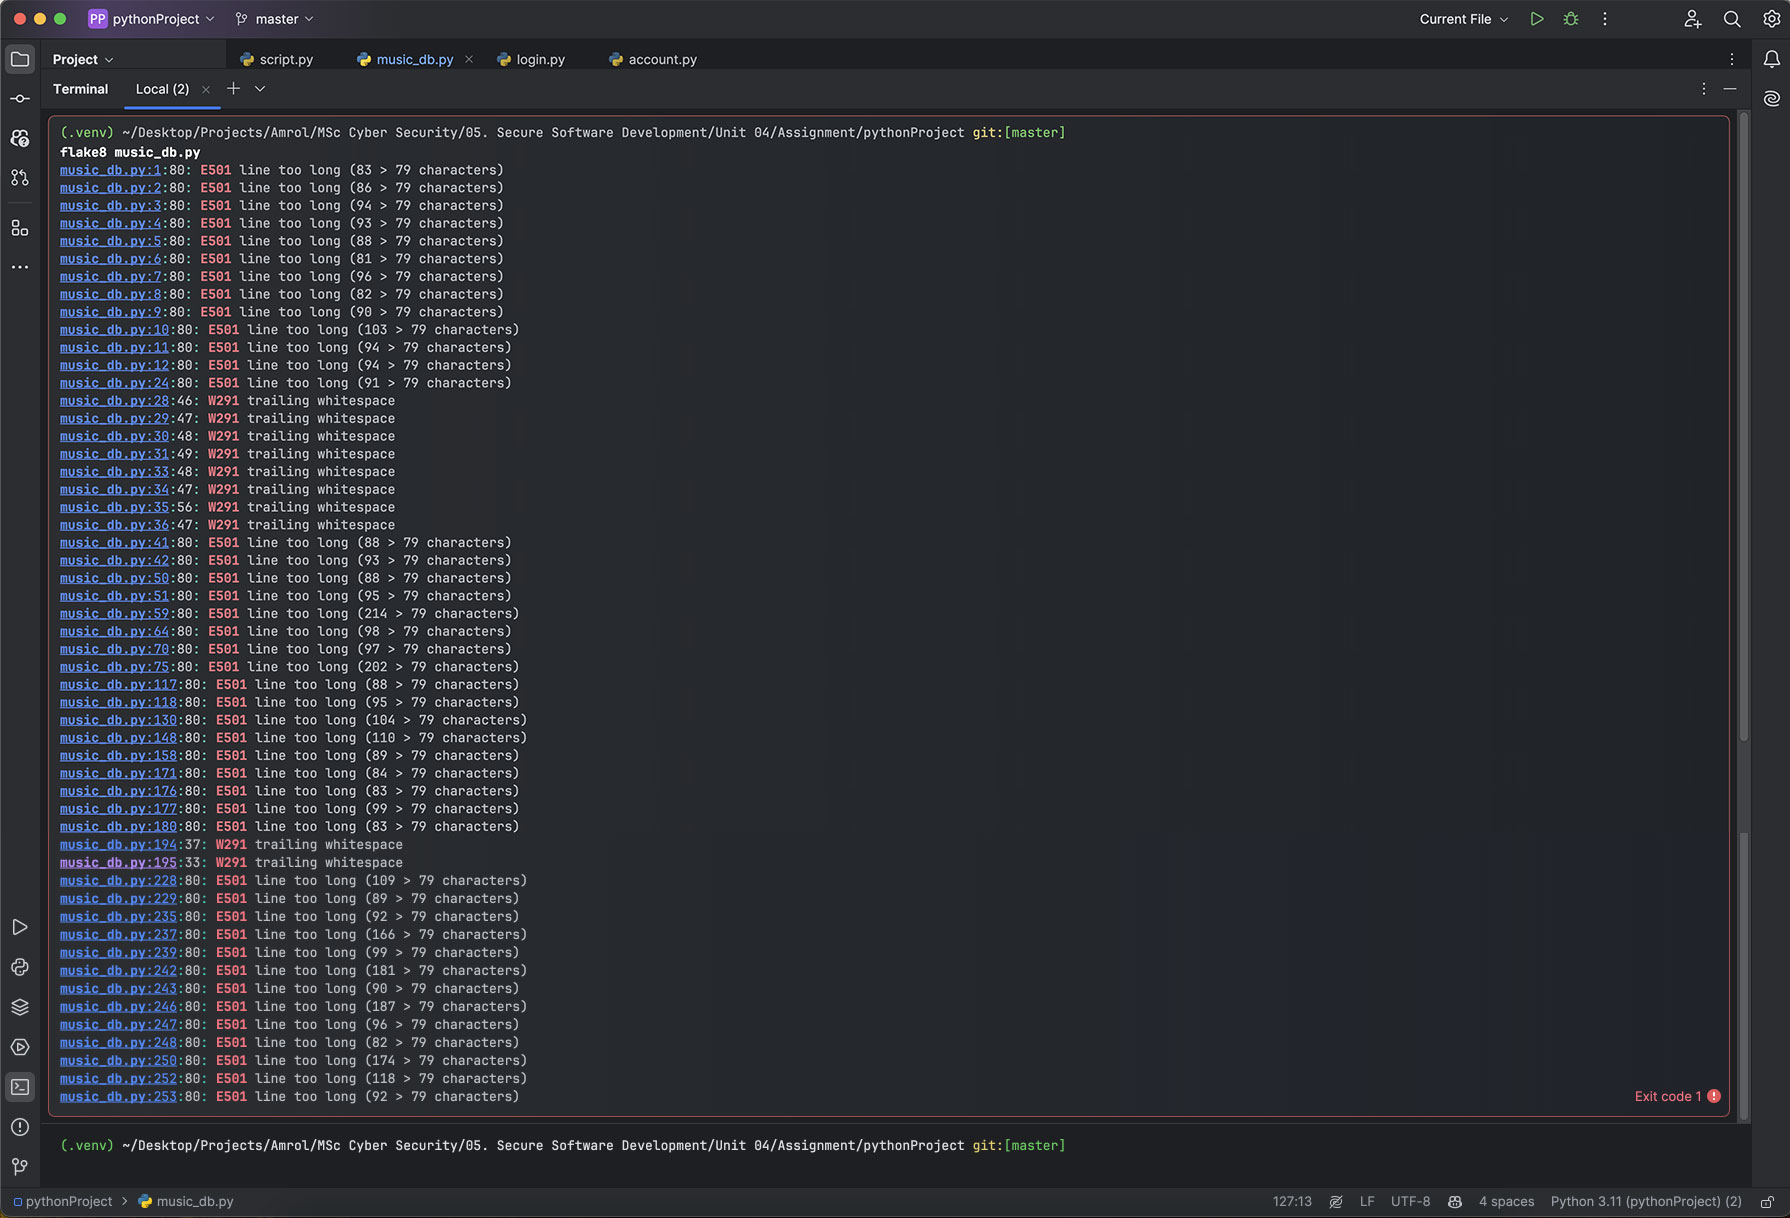 PP pythonProject master Current File
Project script.py music_db.py login.py account.py
Terminal Local (2)
(.venv) ~/Desktop/Projects/Amrol/MSc Cyber Security/05. Secure Software Development/Unit 04/Assignment/pythonProject git:[master]
flake8 music_db.py
music_db.py:1:80: E501 line too long (83 > 79 characters)
music_db.py:2:80: E501 line too long (86 > 79 characters)
music_db.py:3:80: E501 line too long (94 > 79 characters)
music_db.py:4:80: E501 line too long (93 > 79 characters)
music_db.py:5:80: E501 line too long (88 > 79 characters)
music_db.py:6:80: E501 line too long (81 > 79 characters)
music_db.py:7:80: E501 line too long (96 > 79 characters)
music_db.py:8:80: E501 line too long (82 > 79 characters)
music_db.py:9:80: E501 line too long (90 > 79 characters)
music_db.py:10:80: E501 line too long (103 > 79 characters)
music_db.py:11:80: E501 line too long (94 > 79 characters)
music_db.py:12:80: E501 line too long (94 > 79 characters)
music_db.py:24:80: E501 line too long (91 > 79 characters)
music_db.py:28:46: W291 trailing whitespace
music_db.py:29:47: W291 trailing whitespace
music_db.py:30:48: W291 trailing whitespace
music_db.py:31:49: W291 trailing whitespace
music_db.py:33:48: W291 trailing whitespace
music_db.py:34:47: W291 trailing whitespace
music_db.py:35:56: W291 trailing whitespace
music_db.py:36:47: W291 trailing whitespace
music_db.py:41:80: E501 line too long (88 > 79 characters)
music_db.py:42:80: E501 line too long (93 > 79 characters)
music_db.py:50:80: E501 line too long (88 > 79 characters)
music_db.py:51:80: E501 line too long (95 > 79 characters)
music_db.py:59:80: E501 line too long (214 > 79 characters)
music_db.py:64:80: E501 line too long (98 > 79 characters)
music_db.py:70:80: E501 line too long (97 > 79 characters)
music_db.py:75:80: E501 line too long (202 > 79 characters)
music_db.py:117:80: E501 line too long (88 > 79 characters)
music_db.py:118:80: E501 line too long (95 > 79 characters)
music_db.py:130:80: E501 line too long (104 > 79 characters)
music_db.py:148:80: E501 line too long (110 > 79 characters)
music_db.py:158:80: E501 line too long (89 > 79 characters)
music_db.py:171:80: E501 line too long (84 > 79 characters)
music_db.py:176:80: E501 line too long (83 > 79 characters)
music_db.py:177:80: E501 line too long (99 > 79 characters)
music_db.py:180:80: E501 line too long (83 > 79 characters)
music_db.py:194:37: W291 trailing whitespace
music_db.py:195:33: W291 trailing whitespace
music_db.py:228:80: E501 line too long (109 > 79 characters)
music_db.py:229:80: E501 line too long (89 > 79 characters)
music_db.py:235:80: E501 line too long (92 > 79 characters)
music_db.py:237:80: E501 line too long (166 > 79 characters)
music_db.py:239:80: E501 line too long (99 > 79 characters)
music_db.py:242:80: E501 line too long (181 > 79 characters)
music_db.py:243:80: E501 line too long (90 > 79 characters)
music_db.py:246:80: E501 line too long (187 > 79 characters)
music_db.py:247:80: E501 line too long (96 > 79 characters)
music_db.py:248:80: E501 line too long (82 > 79 characters)
music_db.py:250:80: E501 line too long (174 > 79 characters)
music_db.py:252:80: E501 line too long (118 > 79 characters)
music_db.py:253:80: E501 line too long (92 > 79 characters)
Exit code 1
(.venv) ~/Desktop/Projects/Amrol/MSc Cyber Security/05. Secure Software Development/Unit 04/Assignment/pythonProject git:[master]
pythonProject > music_db.py 127:13 LF UTF-8 4 spaces Python 3.11 (pythonProject) (2)